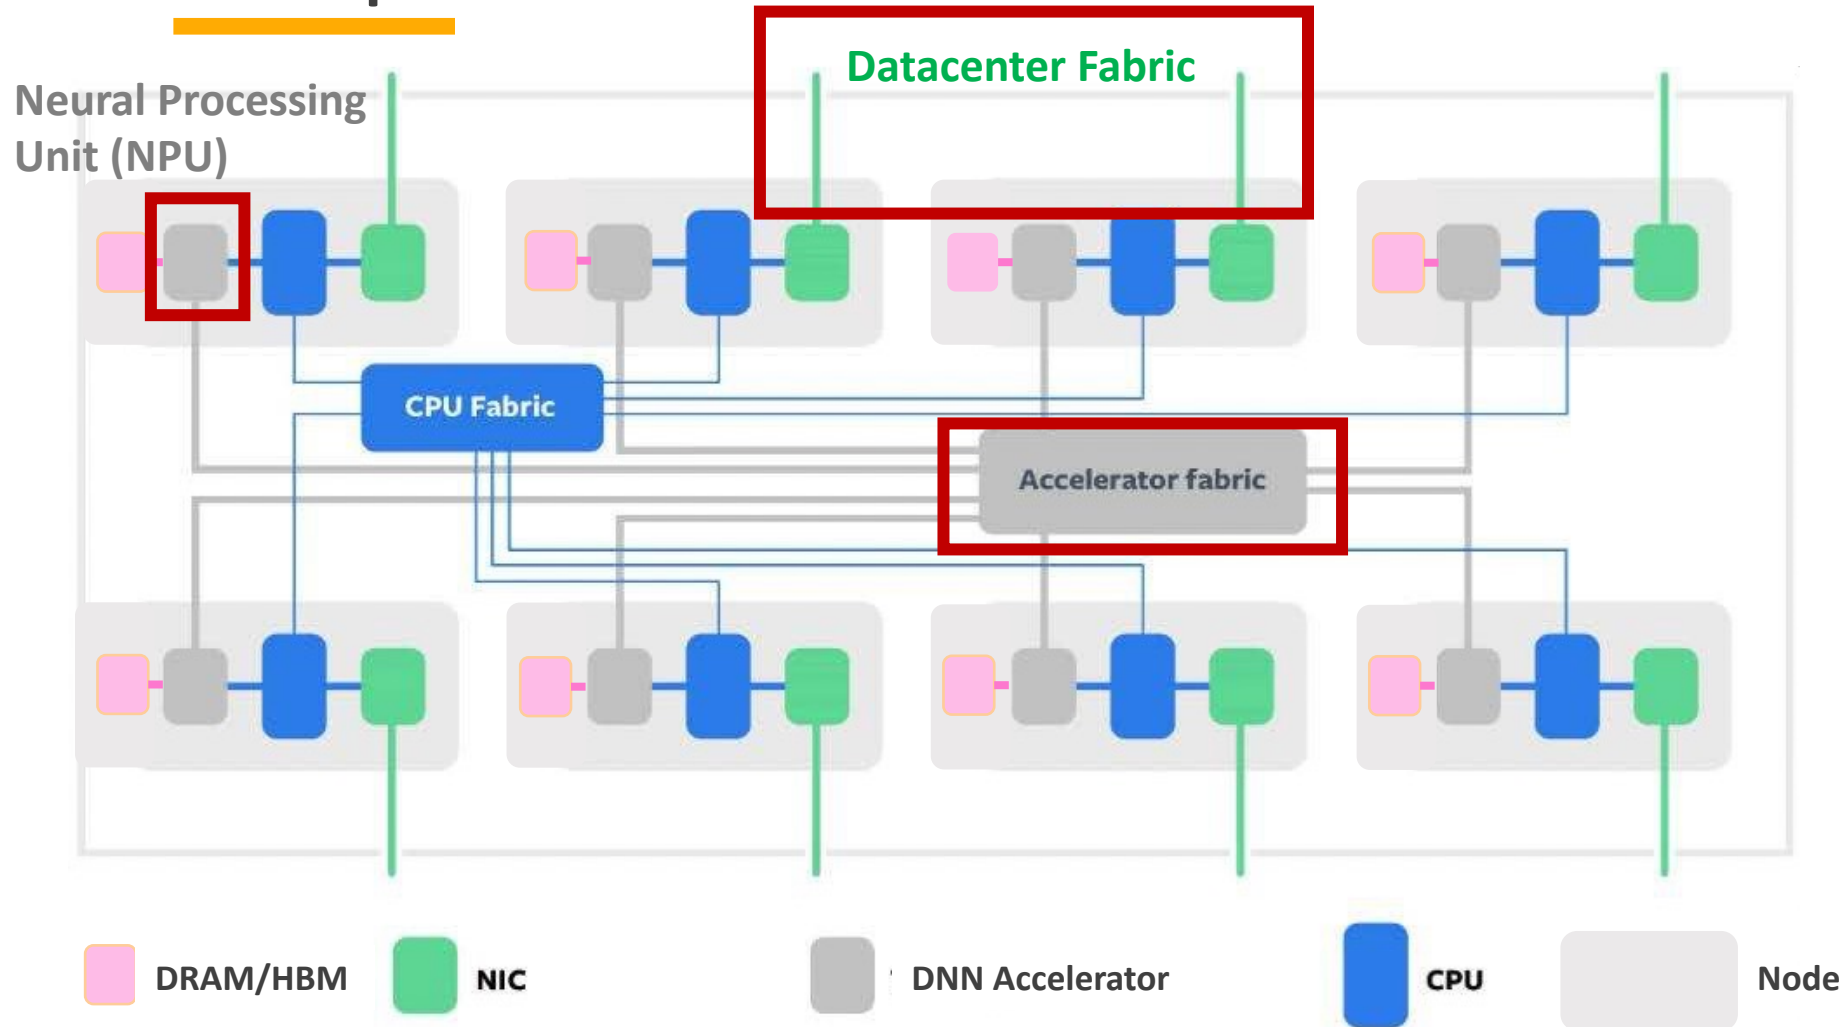 Datacenter Fabric
Neural Processing
Unit (NPU)
CPU Fabric
Accelerator fabric
DRAM/HBM
NIC
DNN Accelerator
CPU
Node